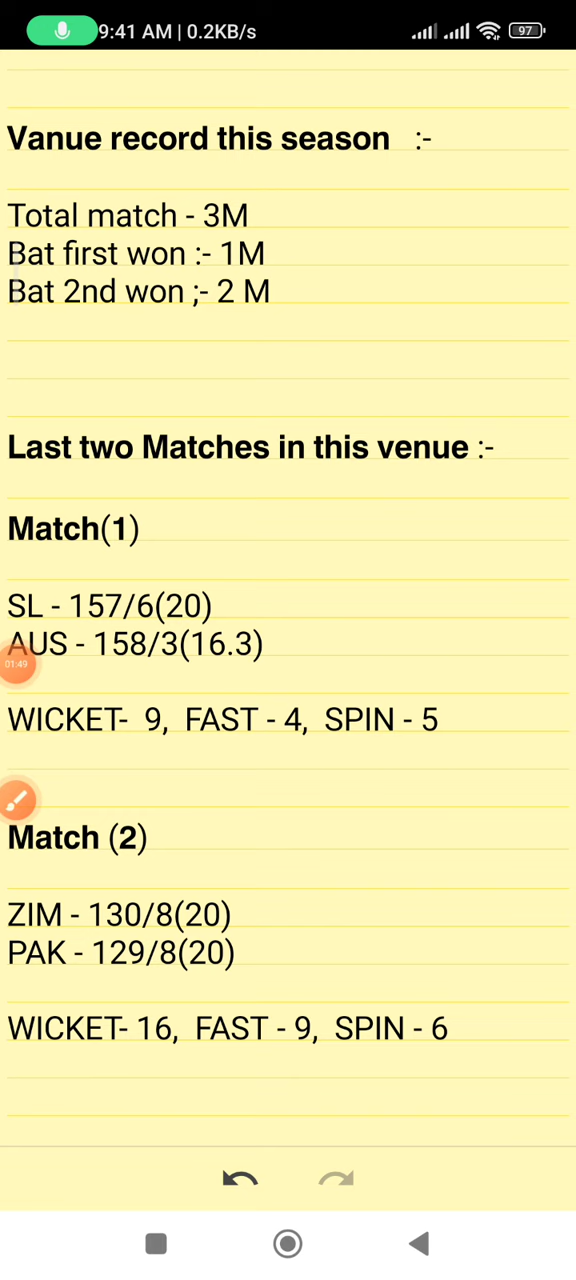 9:41 AM | 0.2KB/s 97
Vanue record this season :-
Total match - 3M
Bat first won :- 1M
Bat 2nd won ;- 2 M
Last two Matches in this venue :-
Match(1)
SL - 157/6(20)
AUS - 158/3(16.3)
01:49
WICKET- 9, FAST - 4, SPIN - 5
Match (2)
ZIM - 130/8(20)
PAK - 129/8(20)
WICKET- 16, FAST - 9, SPIN - 6